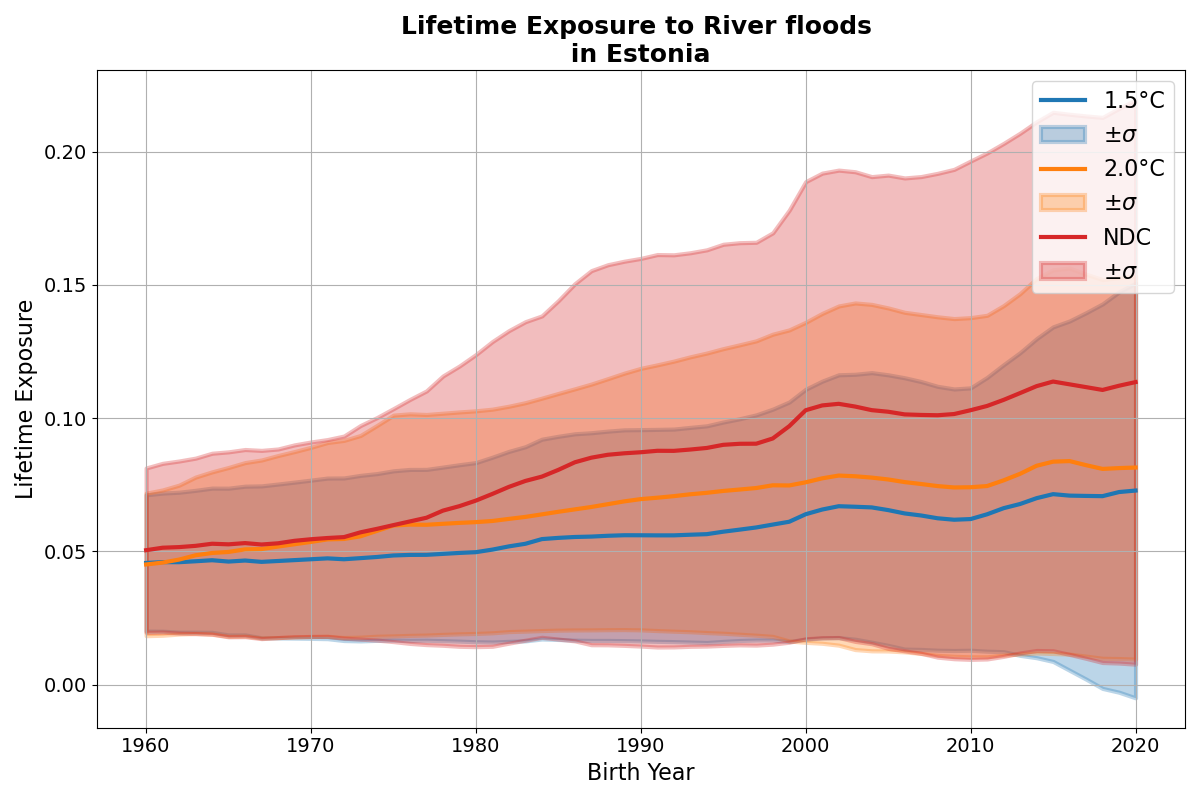 Lifetime Exposure to River floods
in Estonia
1.5°C
±σ
2.0°C
±σ
NDC
±σ
Lifetime Exposure
0.20
0.15
0.10
0.05
0.00
1960 1970 1980 1990 2000 2010 2020
Birth Year